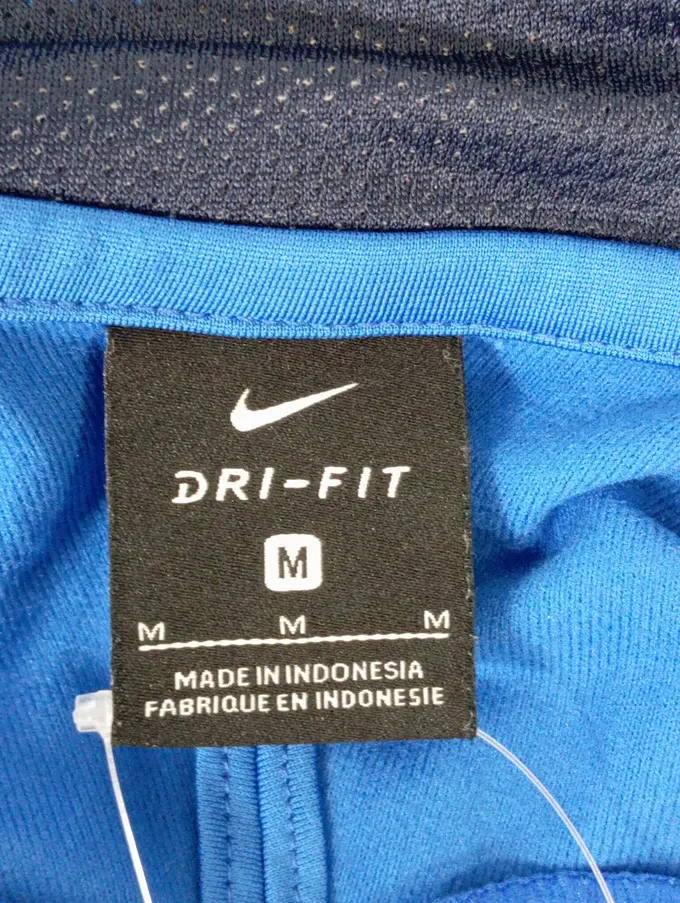 DRI-FIT
M
M M M
MADE IN INDONESIA
FABRIQUE EN INDONESIE